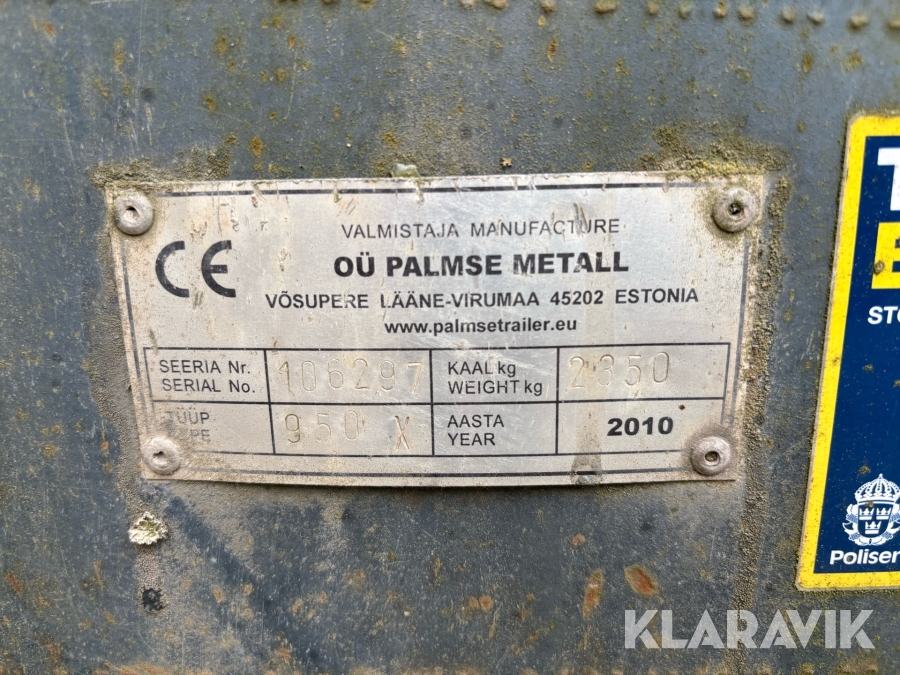 CE
VALMISTAJA MANUFACTURE
OÜ PALMSE METALL
VÕSUPERE LÄÄNE-VIRUMAA 45202 ESTONIA
www.palmsetrailer.eu
SEERIA Nr. 106297 KAAL kg 2350
SERIAL No. WEIGHT kg
TÜÜP 950 X AASTA 2010
YEAR
KLARAVIK